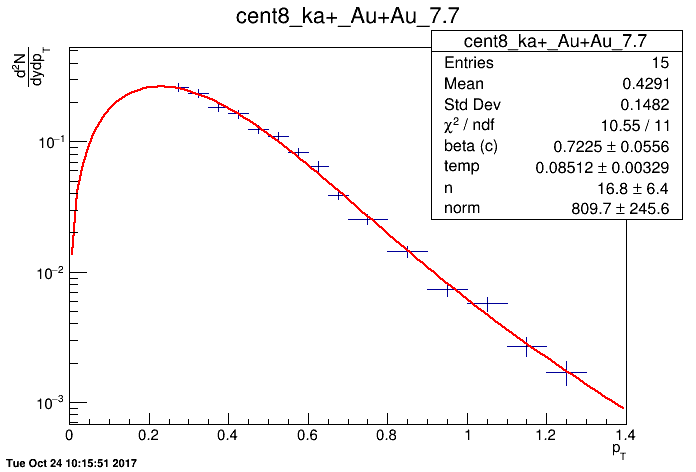 cent8_ka+_Au+Au_7.7
cent8_ka+_Au+Au_7.7
Entries 15
Mean 0.4291
Std Dev 0.1482
χ² / ndf 10.55 / 11
beta (c) 0.7225 ± 0.0556
temp 0.08512 ± 0.00329
n 16.8 ± 6.4
norm 809.7 ± 245.6
d²N
dydp_T
10⁻¹
10⁻²
10⁻³
0 0.2 0.4 0.6 0.8 1 1.2 1.4
p_T
Tue Oct 24 10:15:51 2017